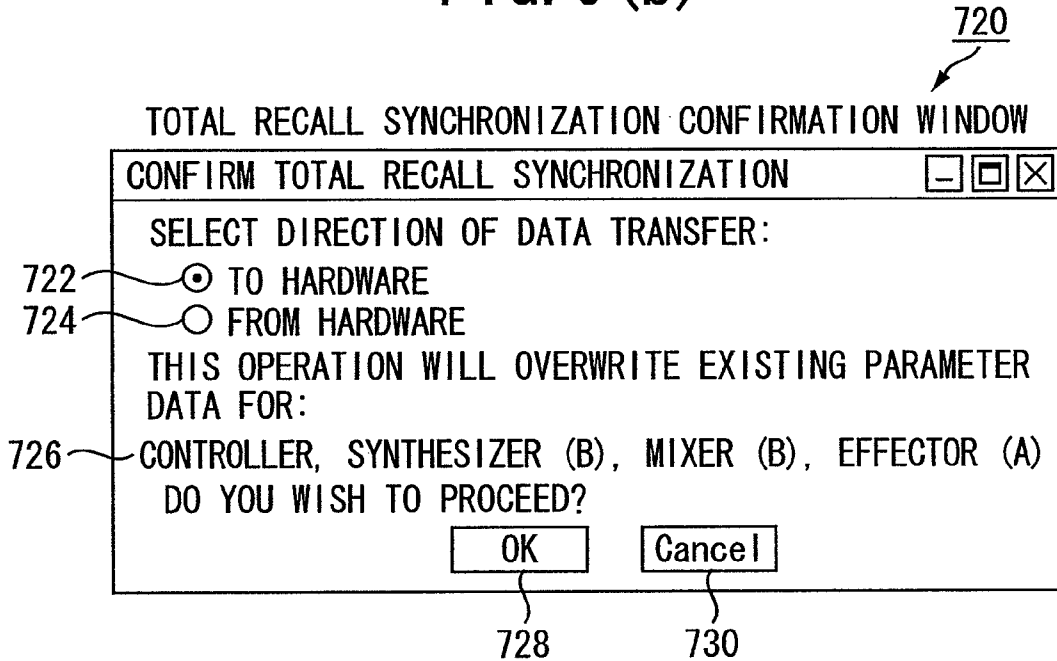 720
TOTAL RECALL SYNCHRONIZATION CONFIRMATION WINDOW
CONFIRM TOTAL RECALL SYNCHRONIZATION
SELECT DIRECTION OF DATA TRANSFER:
722 TO HARDWARE
724 FROM HARDWARE
THIS OPERATION WILL OVERWRITE EXISTING PARAMETER
DATA FOR:
726 CONTROLLER, SYNTHESIZER (B), MIXER (B), EFFECTOR (A)
DO YOU WISH TO PROCEED?
OK Cancel
728 730